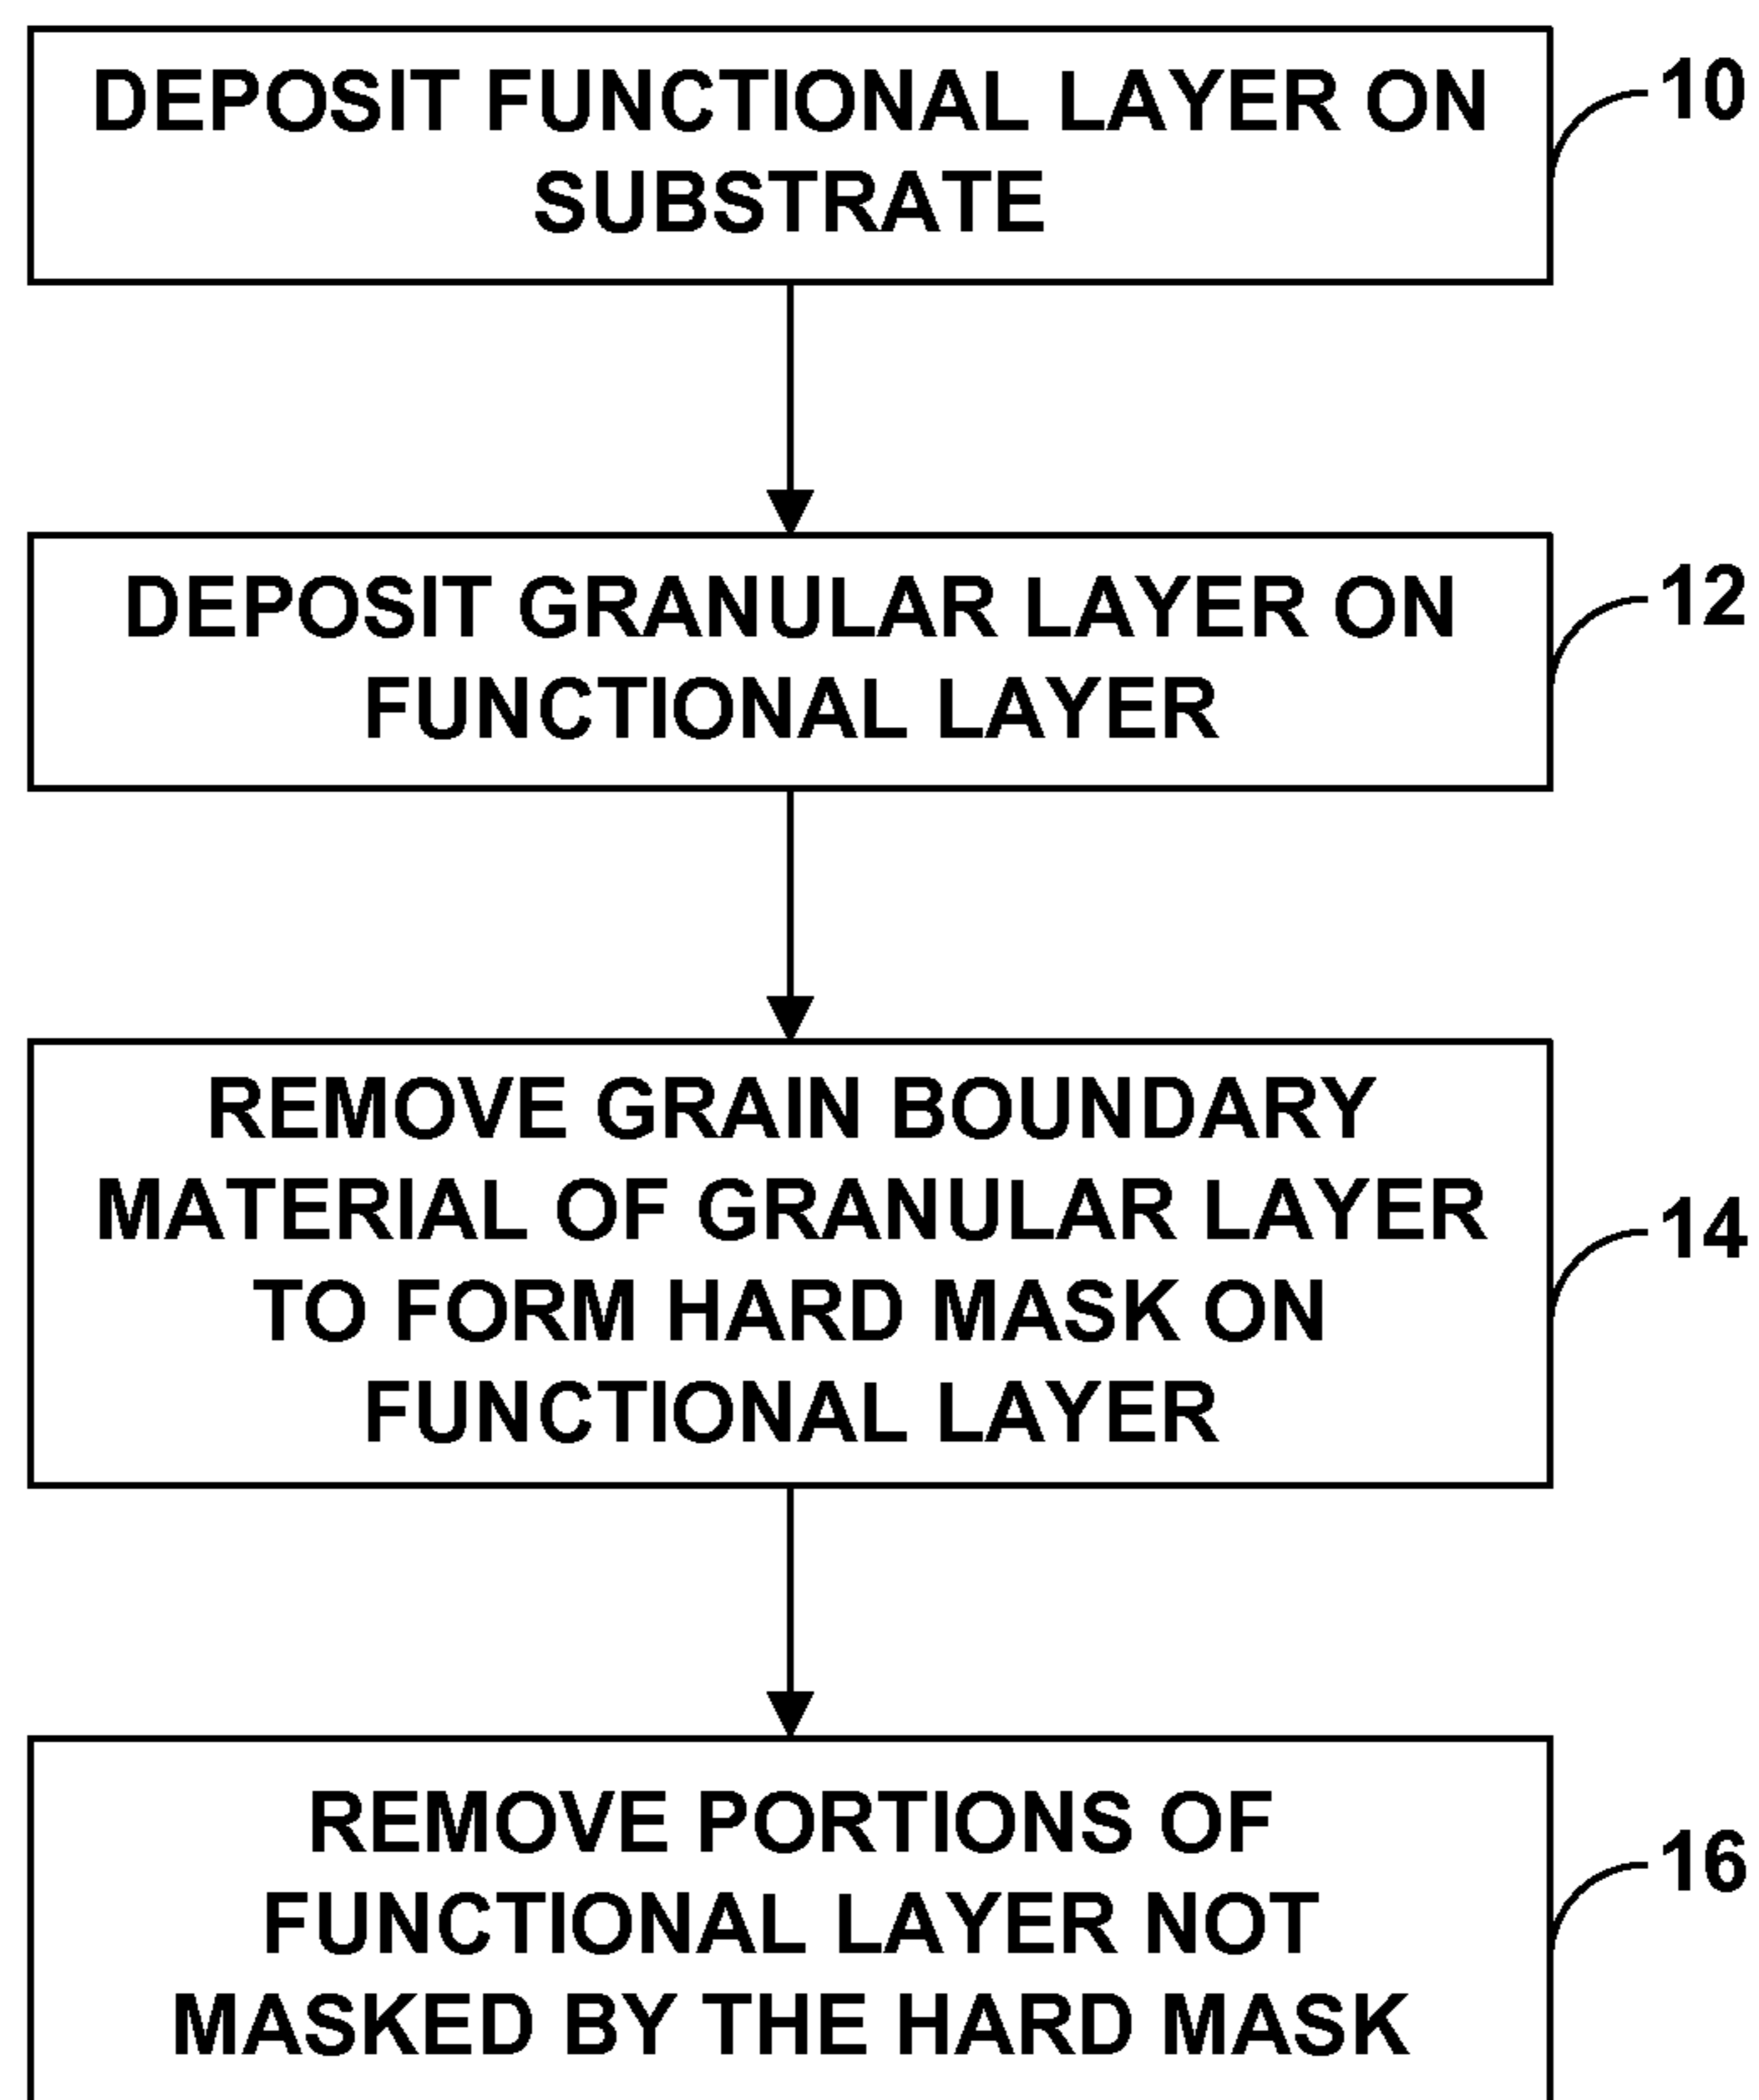 DEPOSIT FUNCTIONAL LAYER ON
SUBSTRATE
10
DEPOSIT GRANULAR LAYER ON
FUNCTIONAL LAYER
12
REMOVE GRAIN BOUNDARY
MATERIAL OF GRANULAR LAYER
TO FORM HARD MASK ON
FUNCTIONAL LAYER
14
REMOVE PORTIONS OF
FUNCTIONAL LAYER NOT
MASKED BY THE HARD MASK
16